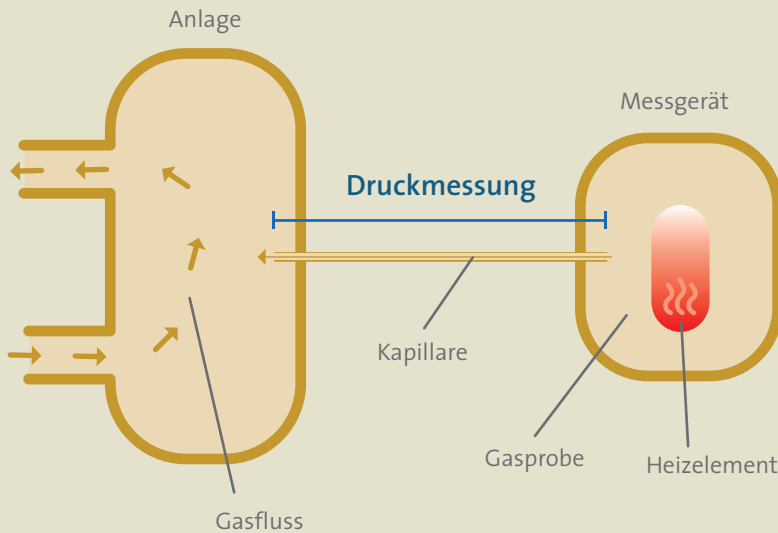 Anlage
Messgerät
Druckmessung
Kapillare
Gasprobe
Heizelement
Gasfluss